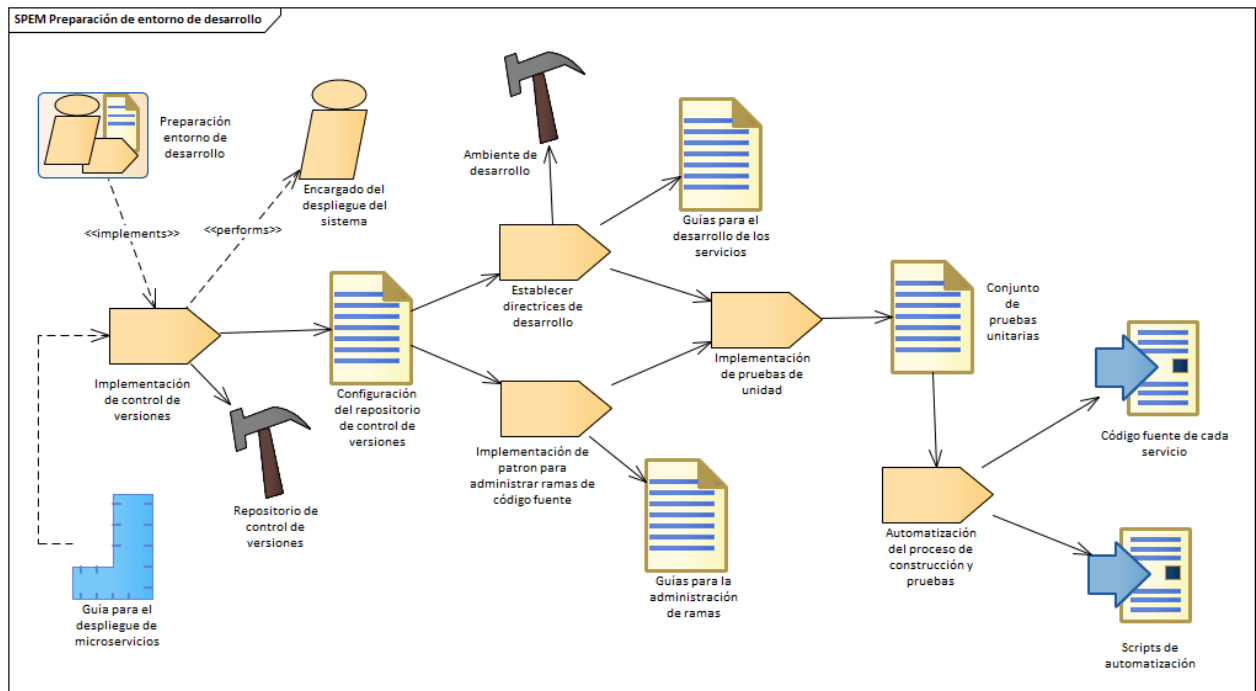 SPEM Preparación de entorno de desarrollo
Preparación
entorno de
desarrollo
Encargado del
despliegue del
sistema
Ambiente de
desarrollo
Guías para el
desarrollo de los
servicios
<<implements>>
<<performs>>
Establecer
directrices de
desarrollo
Conjunto
de
pruebas
unitarias
Implementación
de pruebas de
unidad
Implementación
de control de
versiones
Configuración
del repositorio
de control de
versiones
Código fuente de cada
servicio
Implementación de
patron para
administrar ramas de
código fuente
Repositorio de
control de
versiones
Automatización
del proceso de
construcción y
pruebas
Guías para la
administración
de ramas
Guía para el
despliegue de
microservicios
Scripts de
automatización